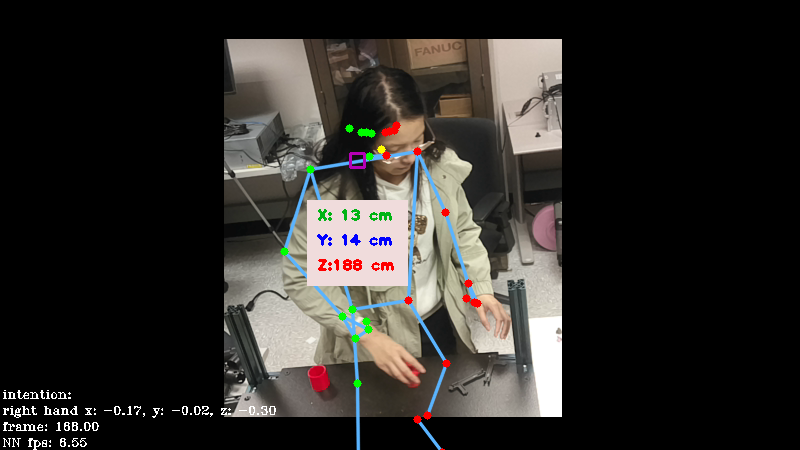 FANUC
X: 13 cm
Y: 14 cm
Z:188 cm
intention:
right hand x: -0.17, y: -0.02, z: -0.30
frame: 168.00
NN fps: 6.55